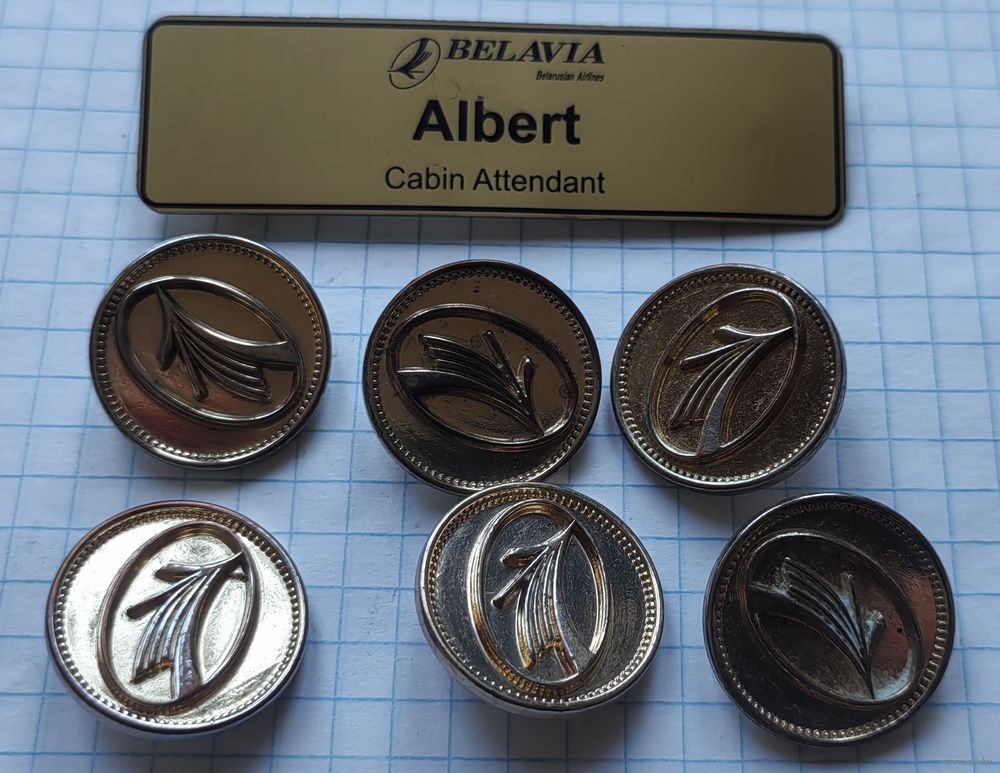 BELAVIA
Belarusian Airlines
Albert
Cabin Attendant